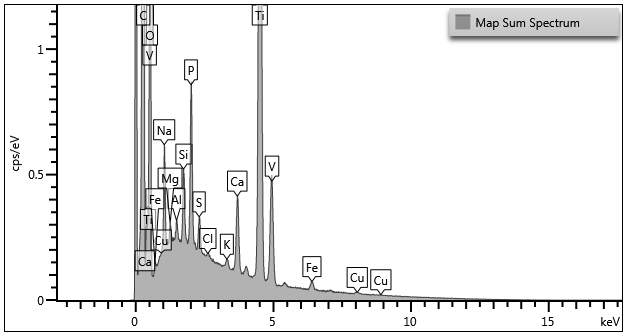 C
Ti
Map Sum Spectrum
O
1
V
P
Na
cps/eV
Si
V
0.5
Mg
Fe
Al
Ca
S
Ti
Cu
Cl
K
Ca
Fe
Cu
Cu
0
0
5
10
15
keV